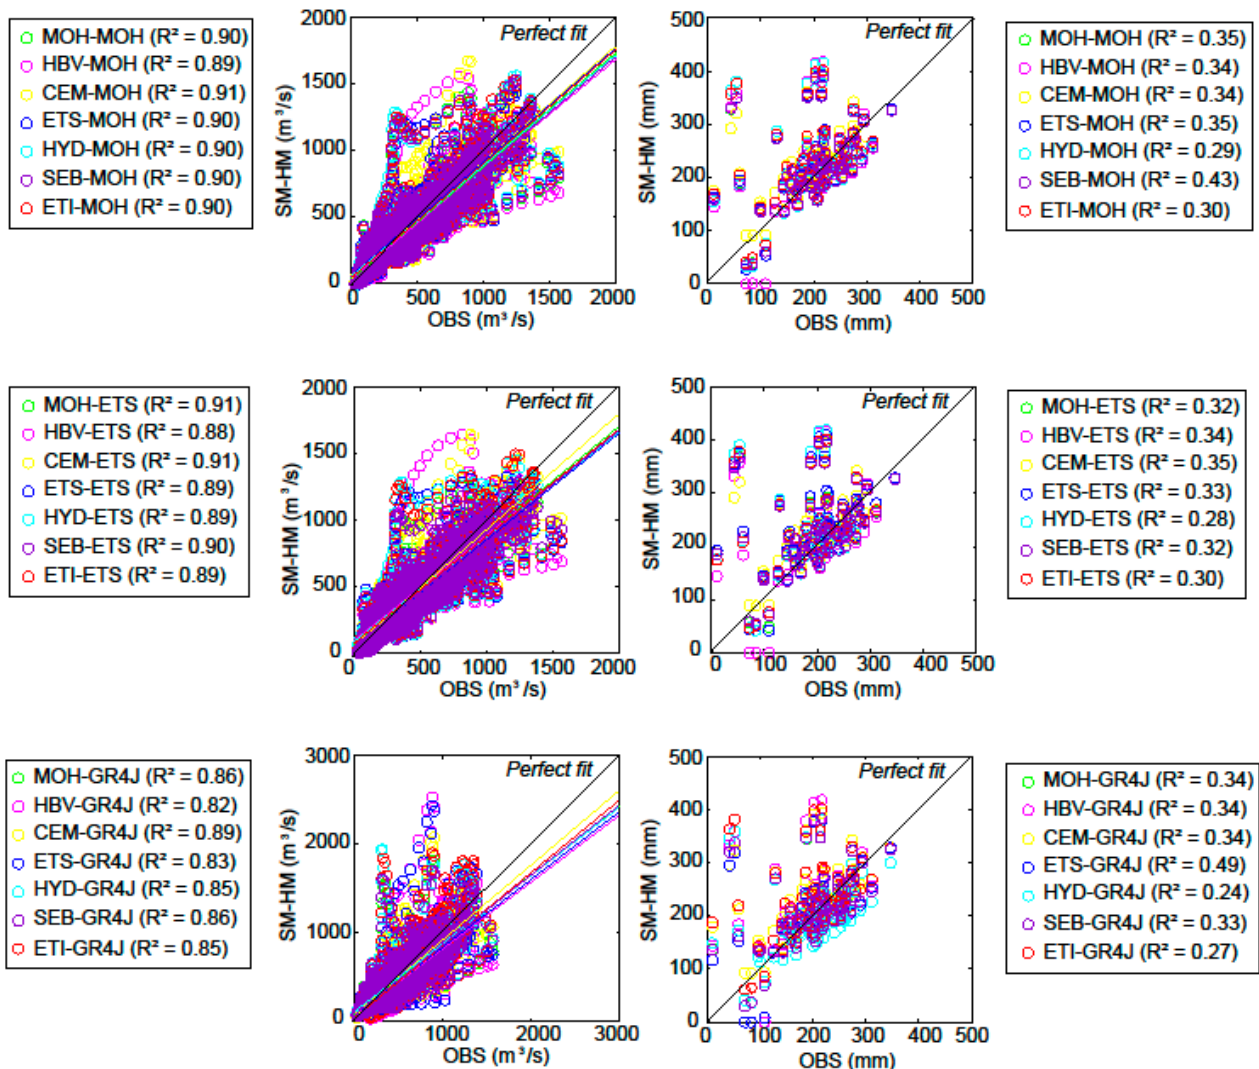 MOH-MOH (R² = 0.90)
HBV-MOH (R² = 0.89)
CEM-MOH (R² = 0.91)
ETS-MOH (R² = 0.90)
HYD-MOH (R² = 0.90)
SEB-MOH (R² = 0.90)
ETI-MOH (R² = 0.90)
2000
1500
1000
500
0
SM-HM (m³/s)
Perfect fit
0 500 1000 1500 2000
OBS (m³/s)
500
400
300
200
100
0
SM-HM (mm)
Perfect fit
0 100 200 300 400 500
OBS (mm)
MOH-MOH (R² = 0.35)
HBV-MOH (R² = 0.34)
CEM-MOH (R² = 0.34)
ETS-MOH (R² = 0.35)
HYD-MOH (R² = 0.29)
SEB-MOH (R² = 0.43)
ETI-MOH (R² = 0.30)
MOH-ETS (R² = 0.91)
HBV-ETS (R² = 0.88)
CEM-ETS (R² = 0.91)
ETS-ETS (R² = 0.89)
HYD-ETS (R² = 0.89)
SEB-ETS (R² = 0.90)
ETI-ETS (R² = 0.89)
2000
1500
1000
500
0
SM-HM (m³/s)
Perfect fit
0 500 1000 1500 2000
OBS (m³/s)
500
400
300
200
100
0
SM-HM (mm)
Perfect fit
0 100 200 300 400 500
OBS (mm)
MOH-ETS (R² = 0.32)
HBV-ETS (R² = 0.34)
CEM-ETS (R² = 0.35)
ETS-ETS (R² = 0.33)
HYD-ETS (R² = 0.28)
SEB-ETS (R² = 0.32)
ETI-ETS (R² = 0.30)
MOH-GR4J (R² = 0.86)
HBV-GR4J (R² = 0.82)
CEM-GR4J (R² = 0.89)
ETS-GR4J (R² = 0.83)
HYD-GR4J (R² = 0.85)
SEB-GR4J (R² = 0.86)
ETI-GR4J (R² = 0.85)
3000
2000
1000
0
SM-HM (m³/s)
Perfect fit
0 500 1000 1500 2000 2500 3000
OBS (m³/s)
500
400
300
200
100
0
SM-HM (mm)
Perfect fit
0 100 200 300 400 500
OBS (mm)
MOH-GR4J (R² = 0.34)
HBV-GR4J (R² = 0.34)
CEM-GR4J (R² = 0.34)
ETS-GR4J (R² = 0.49)
HYD-GR4J (R² = 0.24)
SEB-GR4J (R² = 0.33)
ETI-GR4J (R² = 0.27)